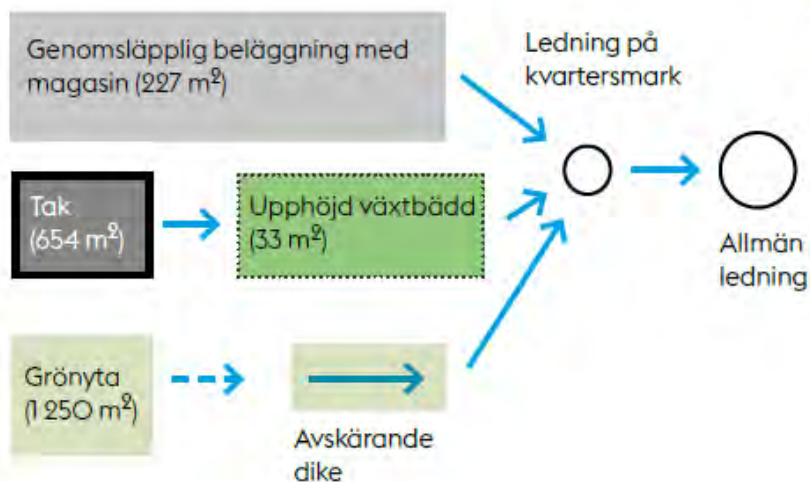 Genomsläpplig beläggning med
magasin (227 m²)
Ledning på
kvartersmark
Tak
(654 m²)
Upphöjd växtbädd
(33 m²)
Allmän
ledning
Grönyta
(1 250 m²)
Avskärande
dike